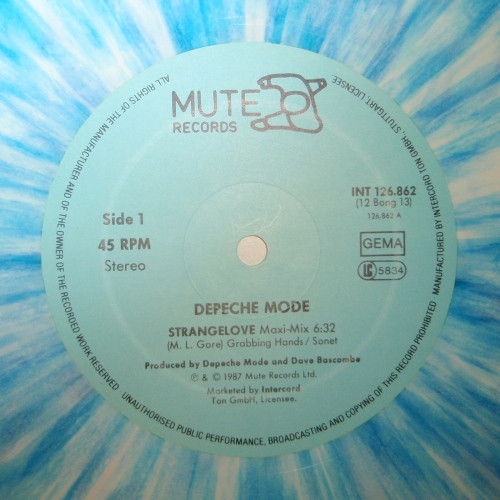 MUTE
RECORDS
INT 126.862
(12 Bong 13)
126.862 A
Side 1
45 RPM
Stereo
GEMA
LC 5834
DEPECHE MODE
STRANGELOVE Maxi-Mix 6:32
(M. L. Gore) Grabbing Hands / Sonet
Produced by Depeche Mode and Dave Bascombe
℗ & © 1987 Mute Records Ltd.
Marketed by Intercord
Ton GmbH, Licensee.
ALL RIGHTS OF THE MANUFACTURER AND OF THE OWNER OF THE RECORDED WORK RESERVED
UNAUTHORISED PUBLIC PERFORMANCE, BROADCASTING AND COPYING OF THIS RECORD PROHIBITED
MANUFACTURED BY INTERCORD TON GMBH, STUTTGART, LICENSEE